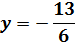 y = −13/6